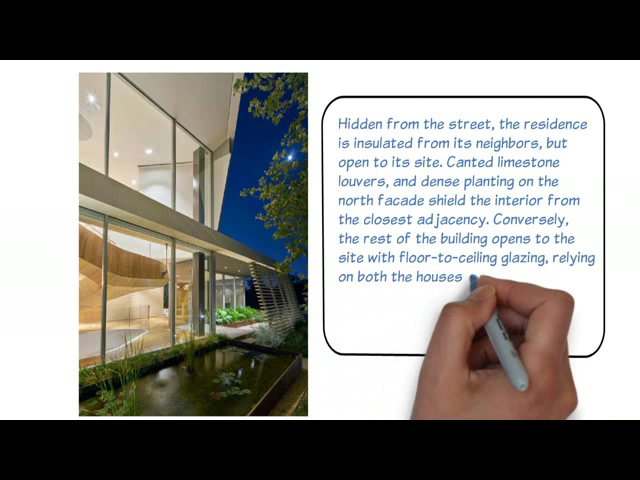 Hidden from the street, the residence
is insulated from its neighbors, but
open to its site. Canted limestone
louvers, and dense planting on the
north facade shield the interior from
the closest adjacency. Conversely,
the rest of the building opens to the
site with floor-to-ceiling glazing, relying
on both the houses